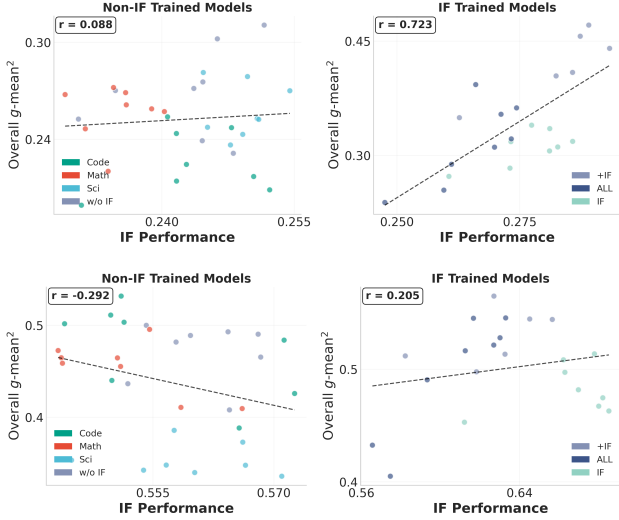 Non-IF Trained Models
r = 0.088
Overall g-mean²
0.30
0.24
Code
Math
Sci
w/o IF
0.240
0.255
IF Performance
IF Trained Models
r = 0.723
Overall g-mean²
0.45
0.30
+IF
ALL
IF
0.250
0.275
IF Performance
Non-IF Trained Models
r = -0.292
Overall g-mean²
0.5
0.4
Code
Math
Sci
w/o IF
0.555
0.570
IF Performance
IF Trained Models
r = 0.205
Overall g-mean²
0.6
0.5
0.4
+IF
ALL
IF
0.56
0.64
IF Performance